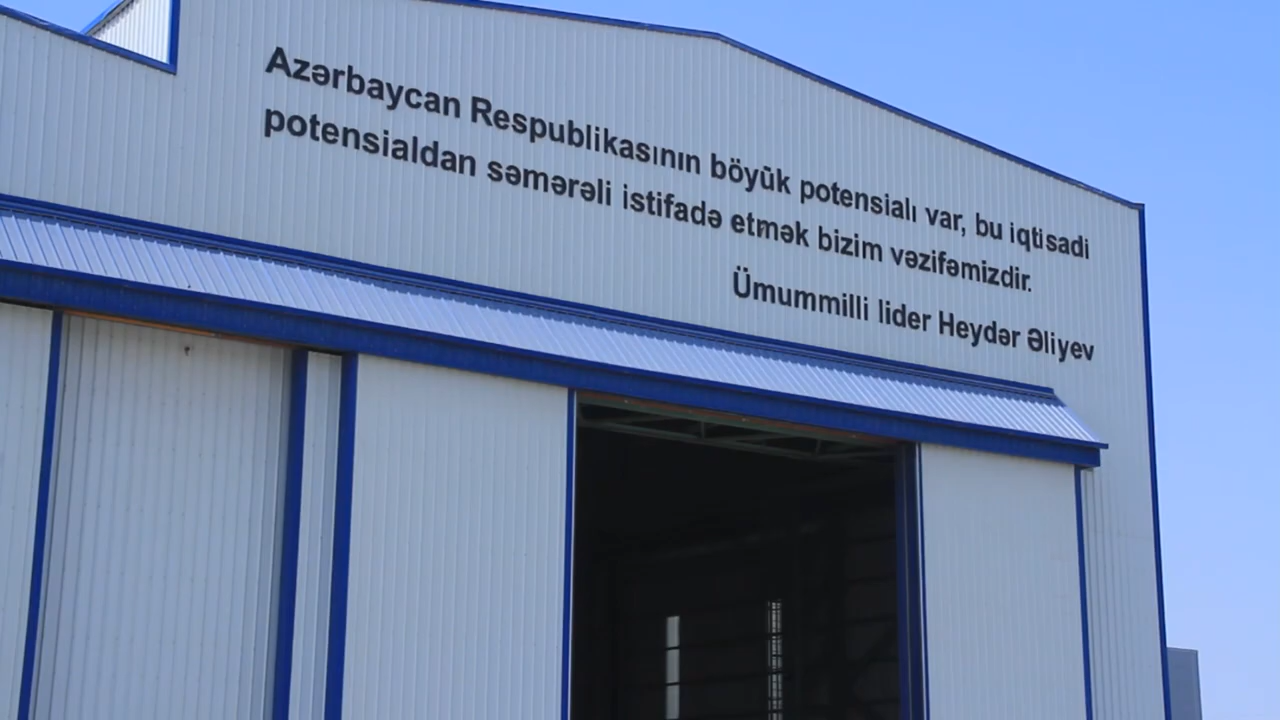 Azərbaycan Respublikasının böyük potensialı var, bu iqtisadi
potensialdan səmərəli istifadə etmək bizim vəzifəmizdir.
Ümummilli lider Heydər Əliyev